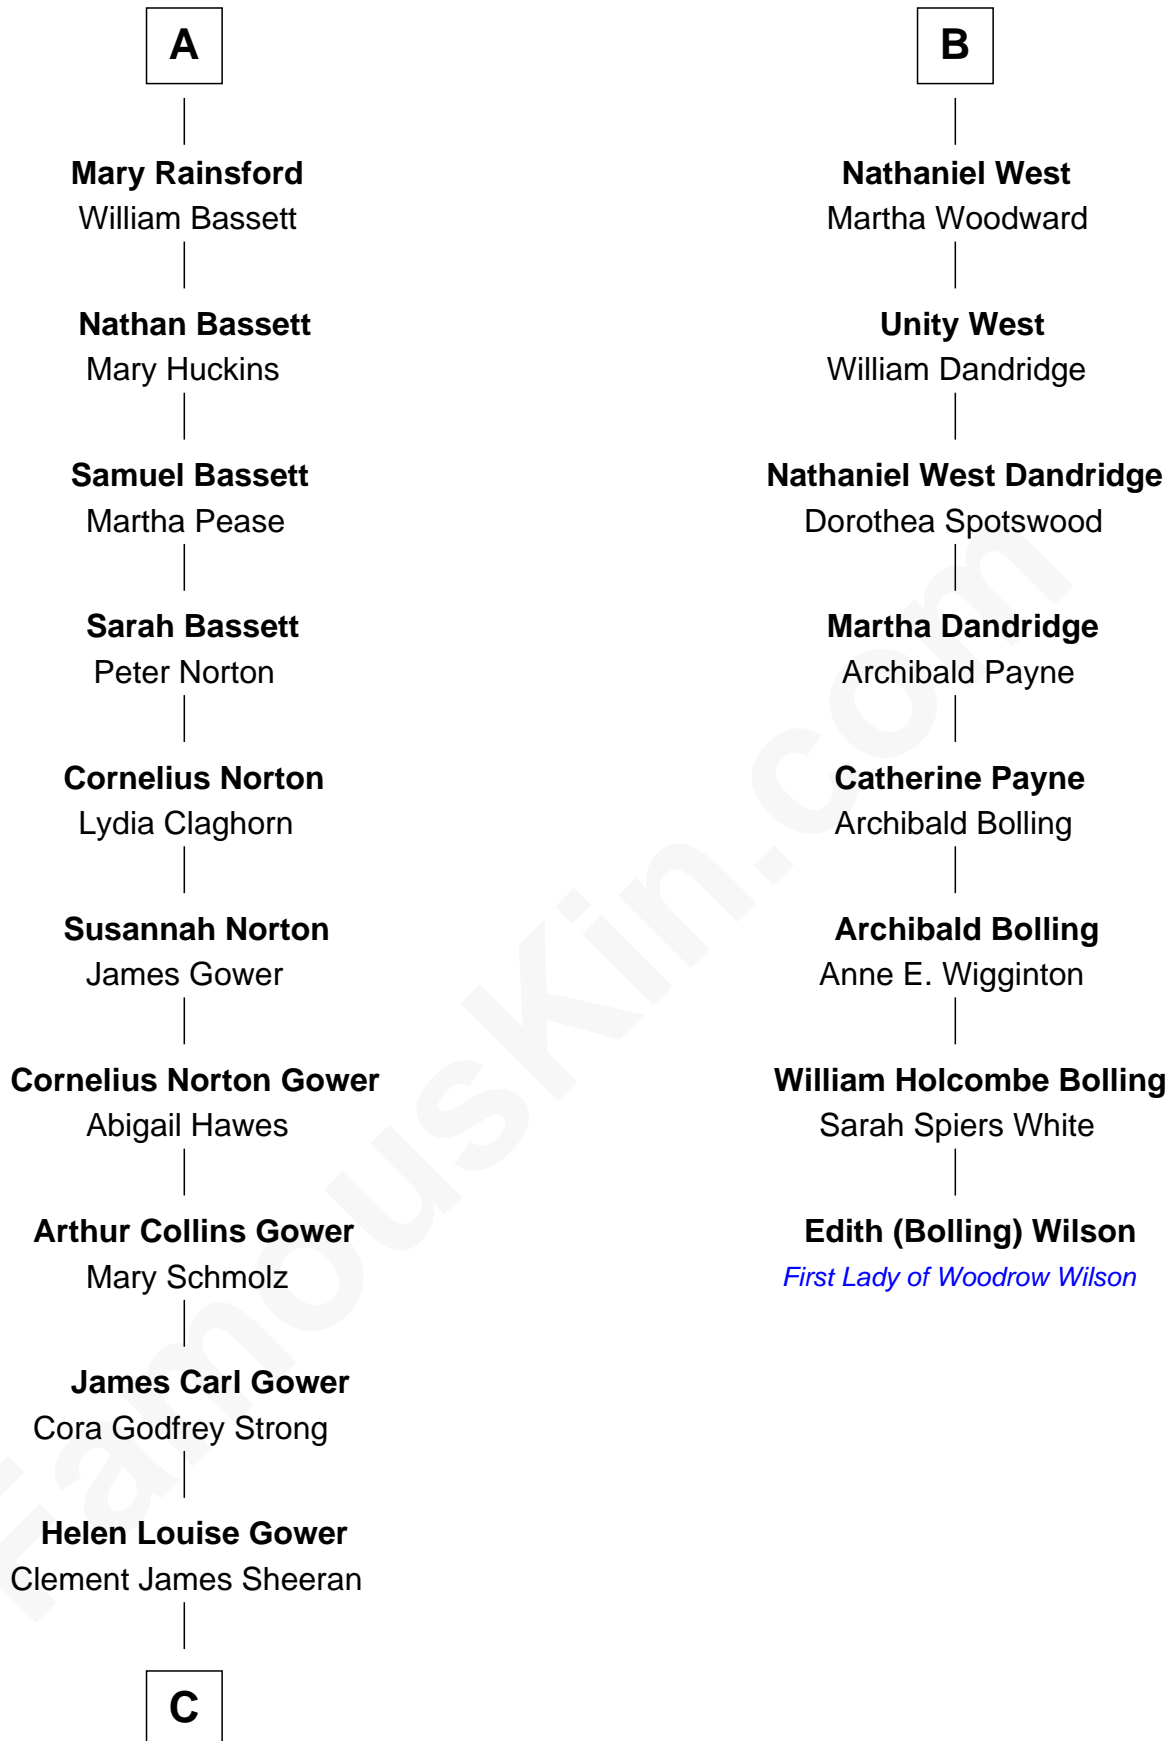 A
Mary Rainsford
William Bassett
Nathan Bassett
Mary Huckins
Samuel Bassett
Martha Pease
Sarah Bassett
Peter Norton
Cornelius Norton
Lydia Claghorn
Susannah Norton
James Gower
Cornelius Norton Gower
Abigail Hawes
Arthur Collins Gower
Mary Schmolz
James Carl Gower
Cora Godfrey Strong
Helen Louise Gower
Clement James Sheeran
C
B
Nathaniel West
Martha Woodward
Unity West
William Dandridge
Nathaniel West Dandridge
Dorothea Spotswood
Martha Dandridge
Archibald Payne
Catherine Payne
Archibald Bolling
Archibald Bolling
Anne E. Wigginton
William Holcombe Bolling
Sarah Spiers White
Edith (Bolling) Wilson
First Lady of Woodrow Wilson
FamousKin.com